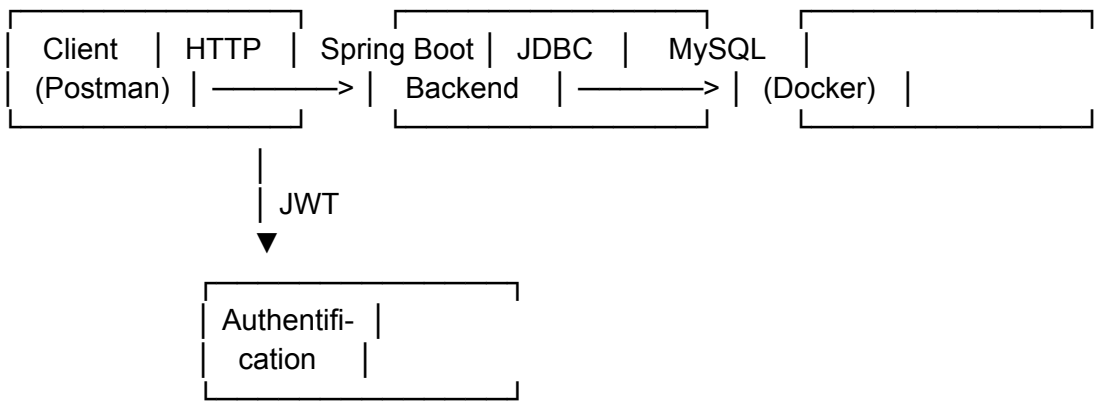 Client │ HTTP │ Spring Boot │ JDBC │ MySQL │
│ (Postman) │ ───────> │ Backend │ ───────> │ (Docker) │
│
│ JWT
▼
│ Authentifi- │
│ cation │